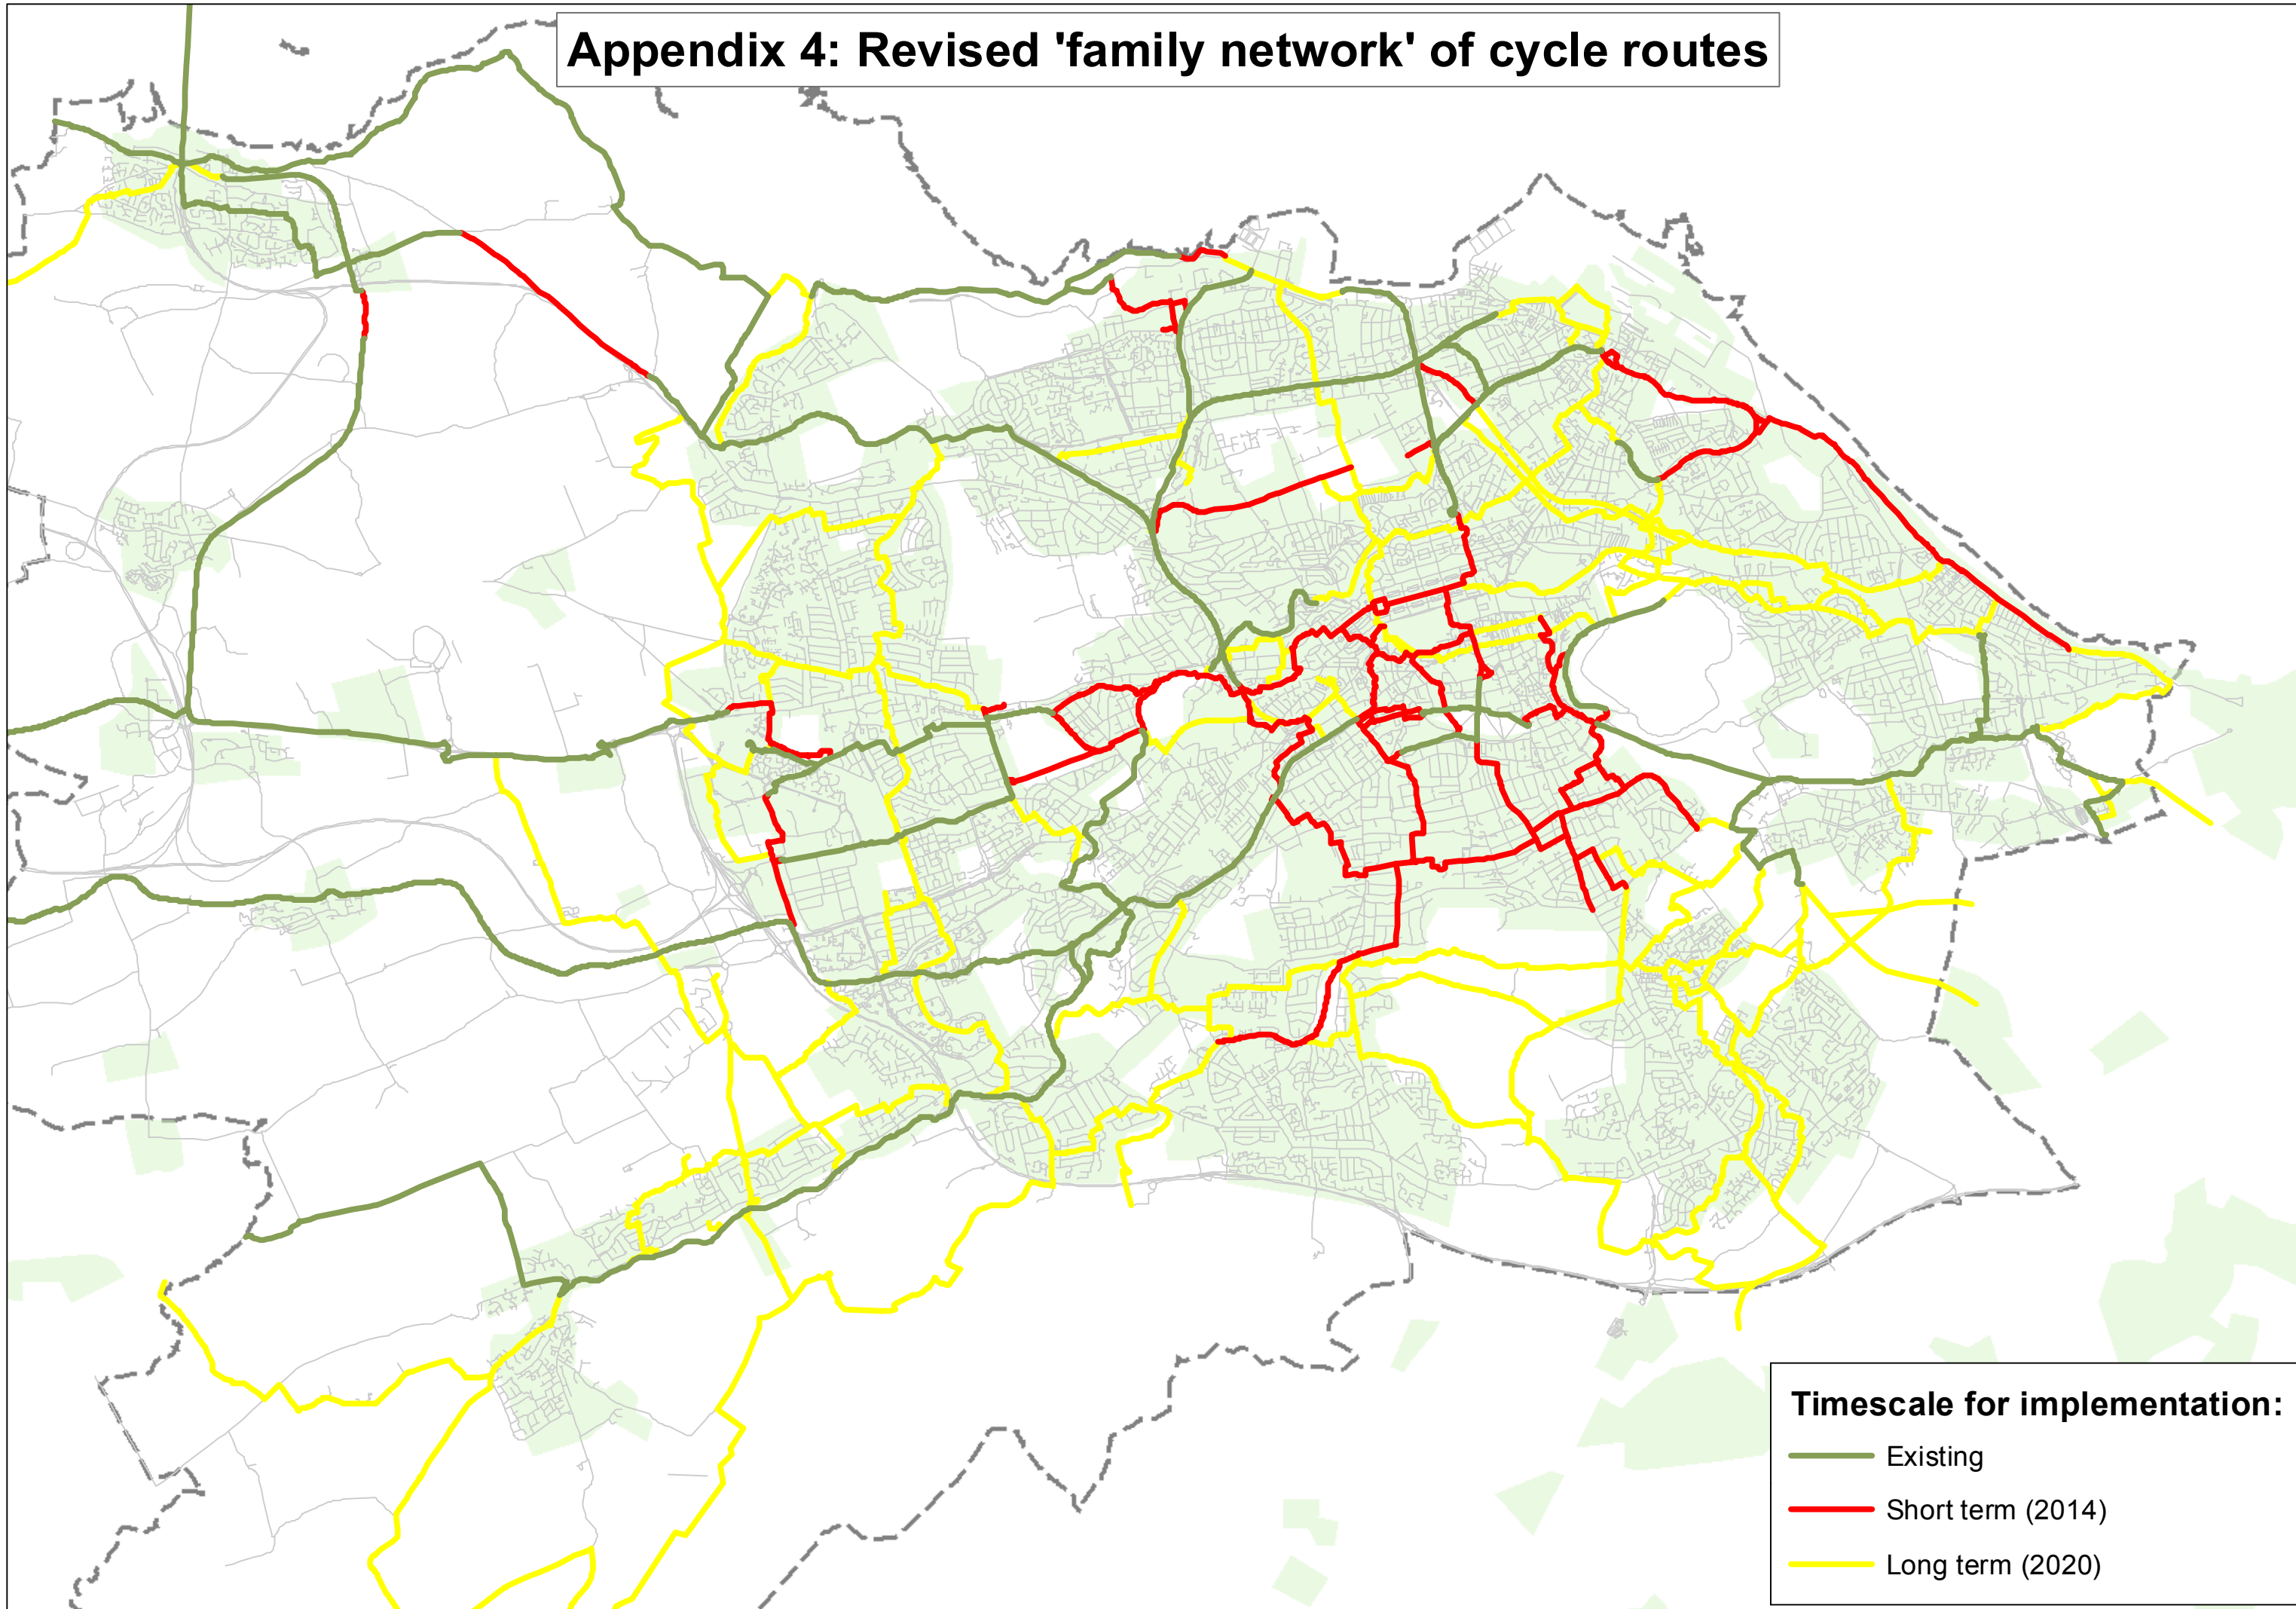 Appendix 4: Revised 'family network' of cycle routes
Timescale for implementation:
Existing
Short term (2014)
Long term (2020)